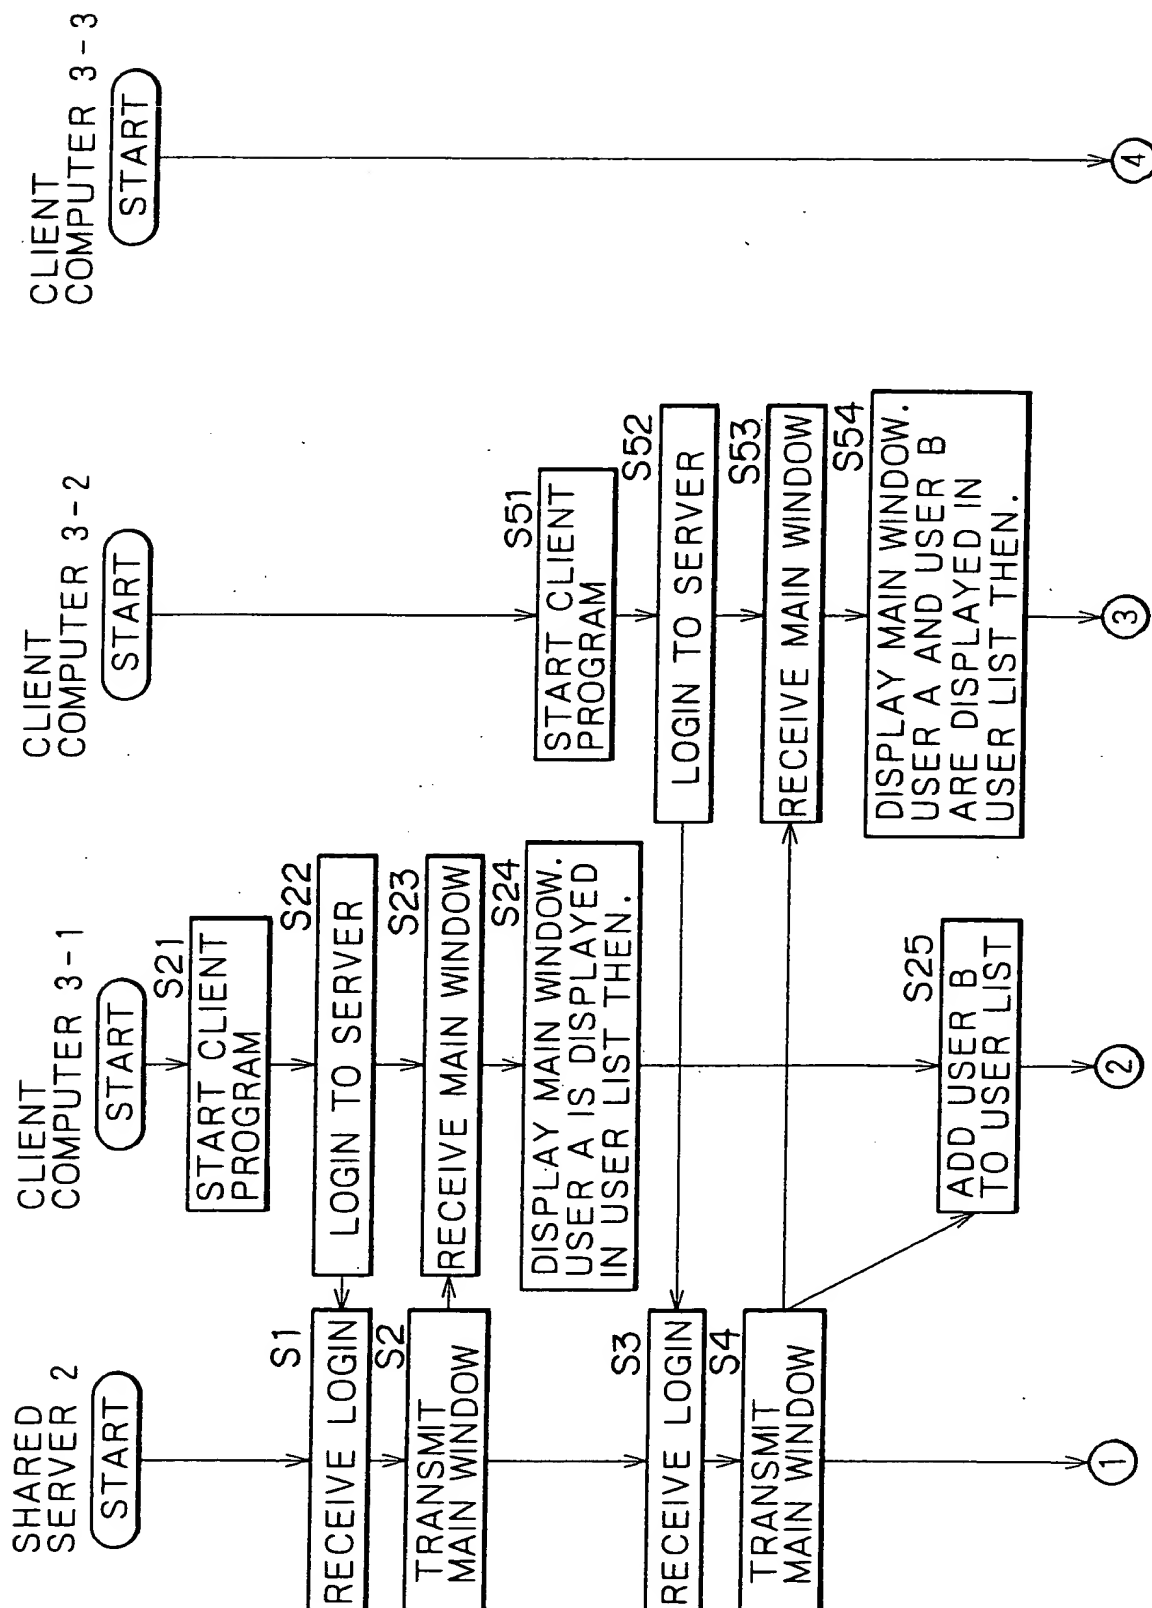 SHARED
SERVER 2
START
S1
RECEIVE LOGIN
S2
TRANSMIT
MAIN WINDOW
S3
RECEIVE LOGIN
S4
TRANSMIT
MAIN WINDOW
1
CLIENT
COMPUTER 3-1
START
S21
START CLIENT
PROGRAM
S22
LOGIN TO SERVER
S23
RECEIVE MAIN WINDOW
S24
DISPLAY MAIN WINDOW.
USER A IS DISPLAYED
IN USER LIST THEN.
S25
ADD USER B
TO USER LIST
2
CLIENT
COMPUTER 3-2
START
S51
START CLIENT
PROGRAM
S52
LOGIN TO SERVER
S53
RECEIVE MAIN WINDOW
S54
DISPLAY MAIN WINDOW.
USER A AND USER B
ARE DISPLAYED IN
USER LIST THEN.
3
CLIENT
COMPUTER 3-3
START
4